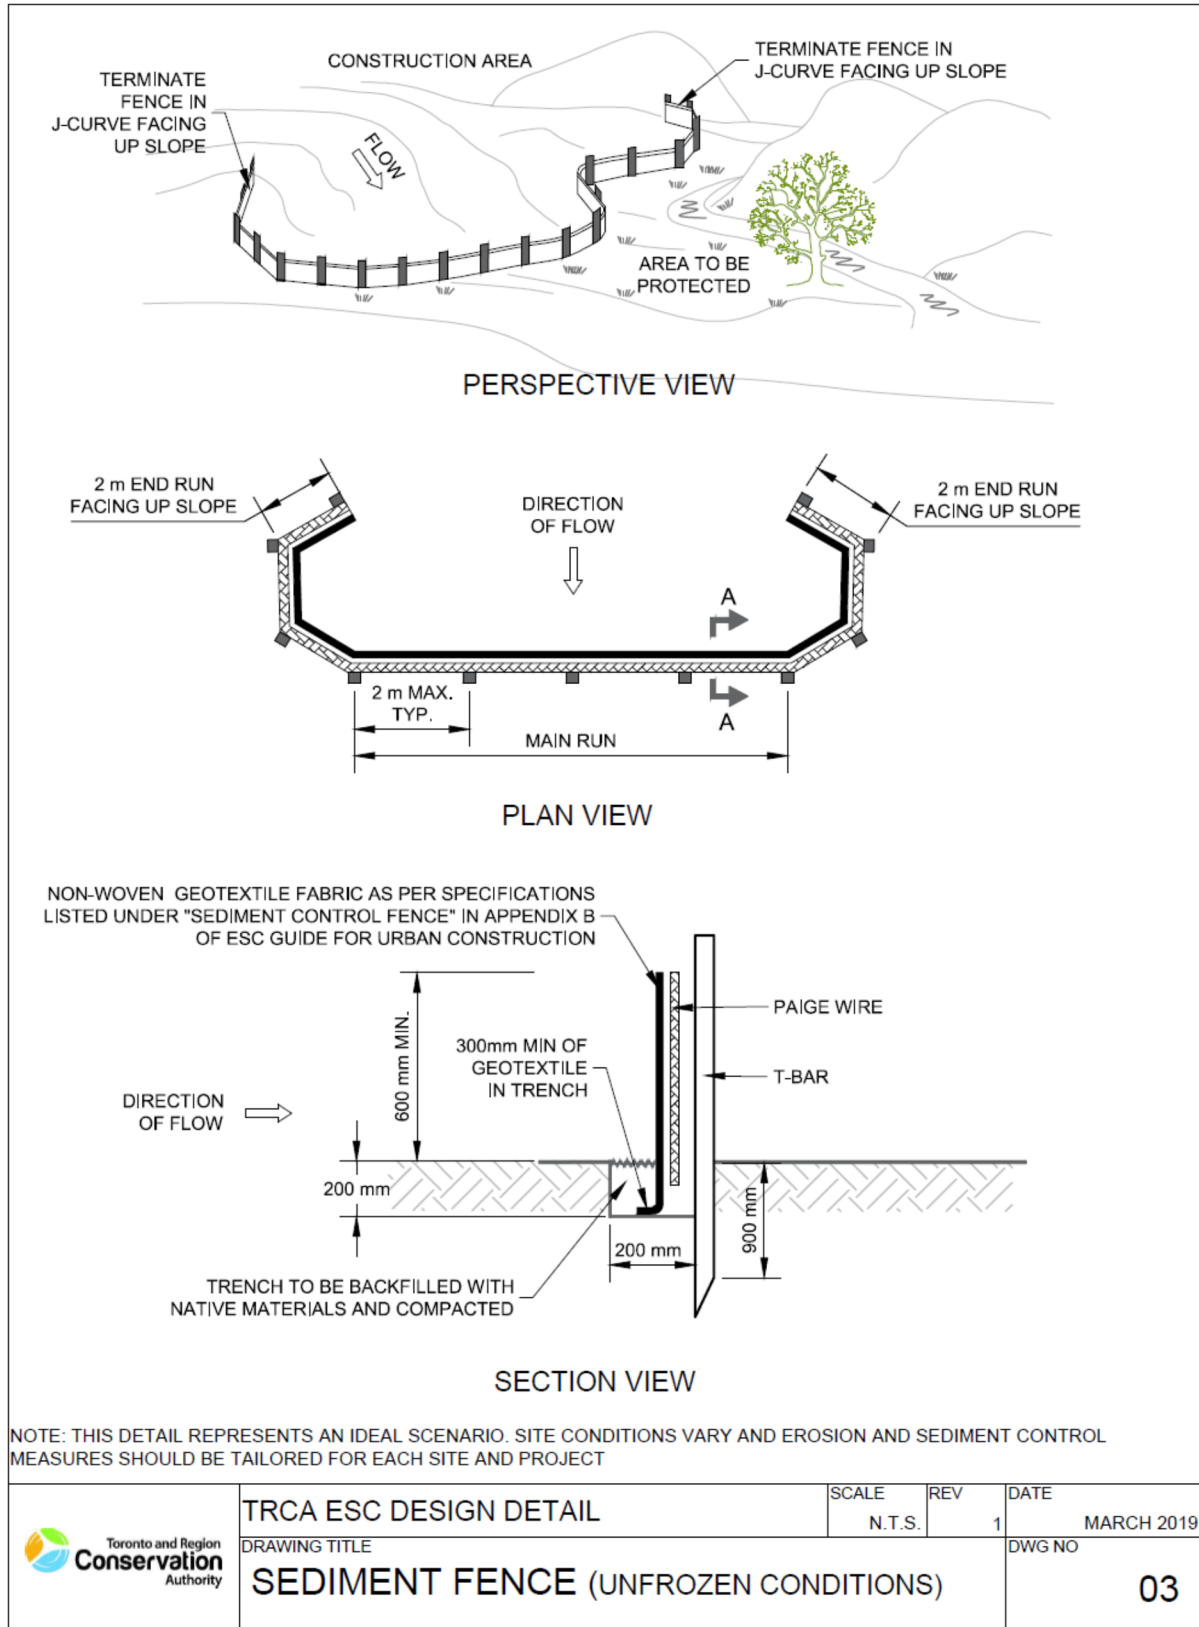 CONSTRUCTION AREA
TERMINATE FENCE IN
J-CURVE FACING UP SLOPE
TERMINATE
FENCE IN
J-CURVE FACING
UP SLOPE
FLOW
AREA TO BE
PROTECTED
PERSPECTIVE VIEW
2 m END RUN
FACING UP SLOPE
DIRECTION
OF FLOW
2 m END RUN
FACING UP SLOPE
A
A
2 m MAX.
TYP.
MAIN RUN
PLAN VIEW
NON-WOVEN GEOTEXTILE FABRIC AS PER SPECIFICATIONS
LISTED UNDER "SEDIMENT CONTROL FENCE" IN APPENDIX B
OF ESC GUIDE FOR URBAN CONSTRUCTION
600 mm MIN.
300mm MIN OF
GEOTEXTILE
IN TRENCH
PAIGE WIRE
T-BAR
DIRECTION
OF FLOW
200 mm
200 mm
900 mm
TRENCH TO BE BACKFILLED WITH
NATIVE MATERIALS AND COMPACTED
SECTION VIEW
NOTE: THIS DETAIL REPRESENTS AN IDEAL SCENARIO. SITE CONDITIONS VARY AND EROSION AND SEDIMENT CONTROL
MEASURES SHOULD BE TAILORED FOR EACH SITE AND PROJECT
Toronto and Region
Conservation
Authority
TRCA ESC DESIGN DETAIL
SCALE
N.T.S.
REV
1
DATE
MARCH 2019
DRAWING TITLE
SEDIMENT FENCE (UNFROZEN CONDITIONS)
DWG NO
03